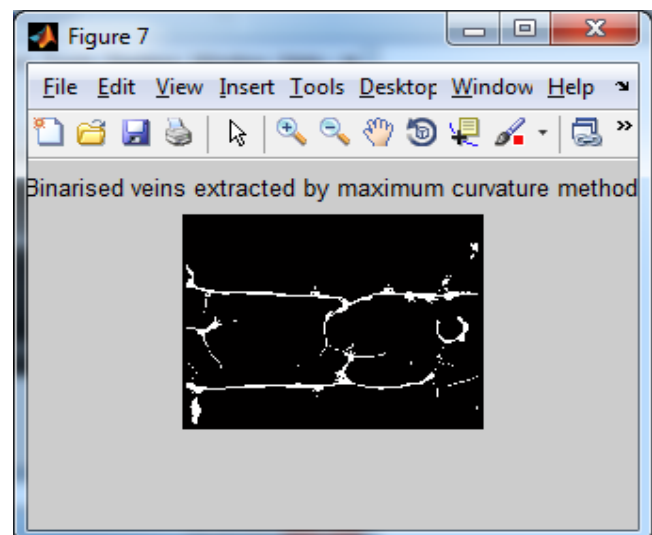 Figure 7
File Edit View Insert Tools Desktop Window Help
Binarised veins extracted by maximum curvature method